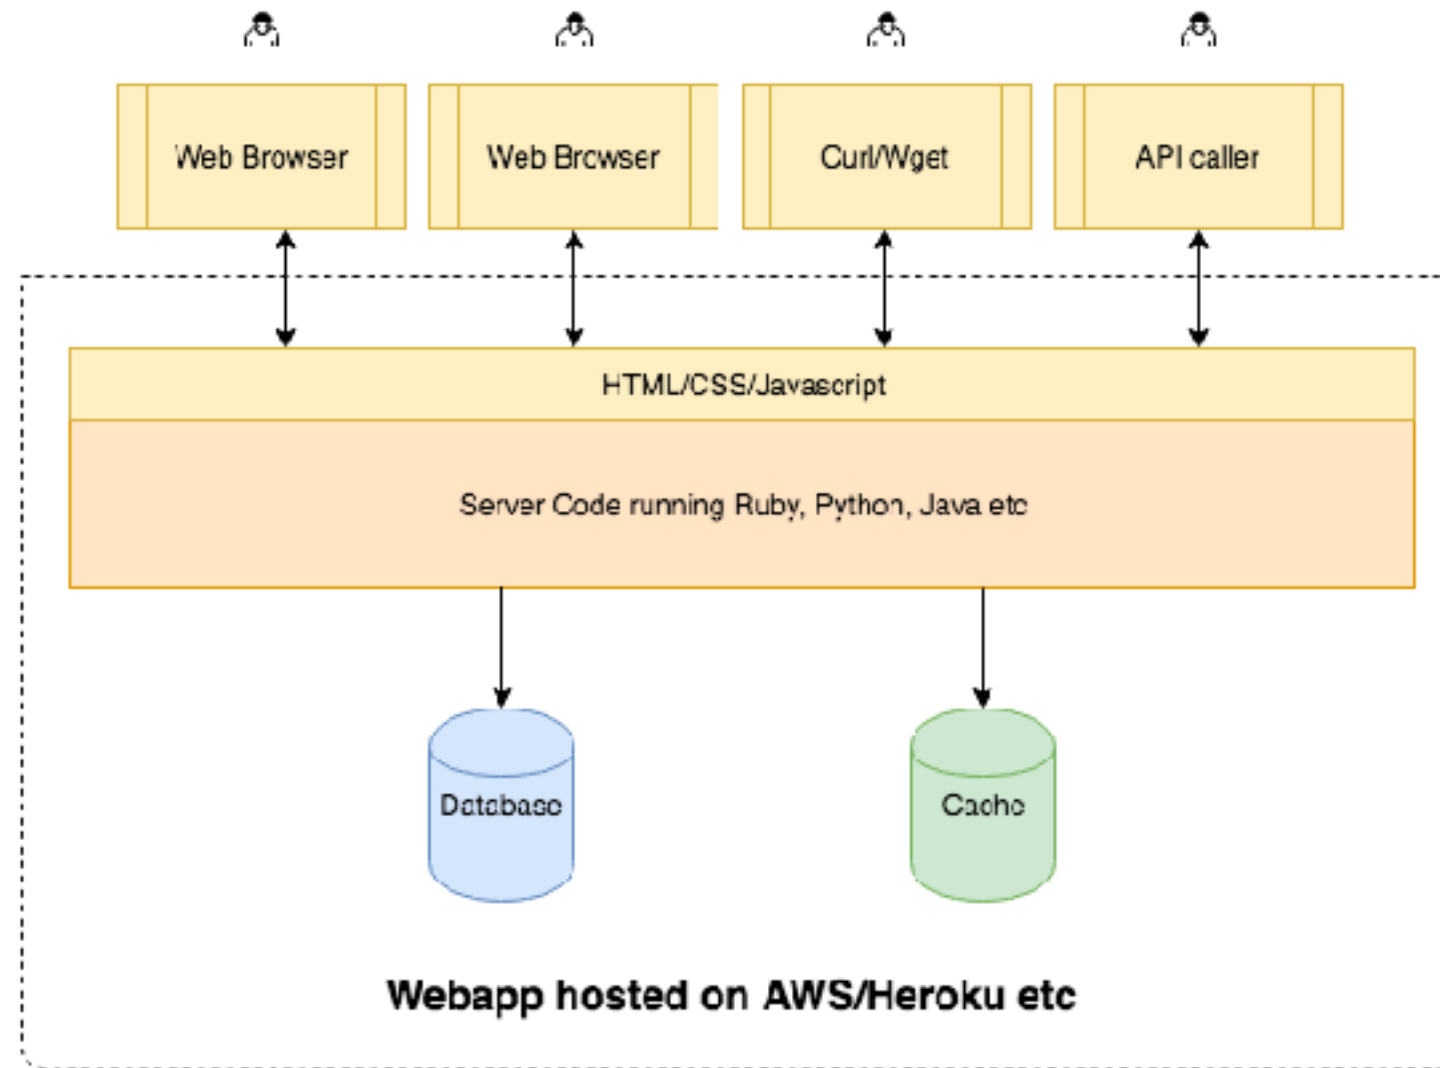 Web Browser
Web Browser
Curl/Wget
API caller
HTML/CSS/Javascript
Server Code running Ruby, Python, Java etc
Database
Cache
Webapp hosted on AWS/Heroku etc